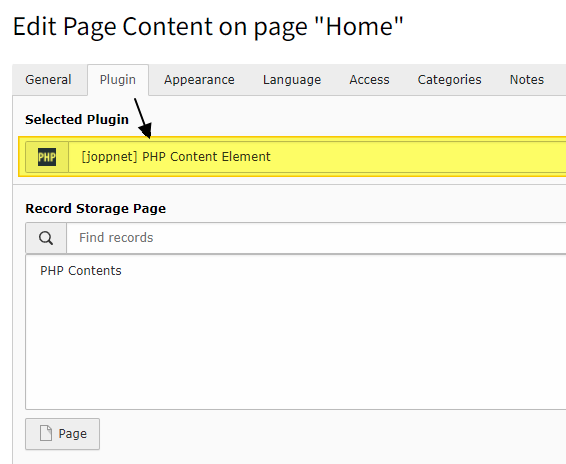 Edit Page Content on page "Home"
General Plugin Appearance Language Access Categories Notes
Selected Plugin
PHP [joppnet] PHP Content Element
Record Storage Page
Find records
PHP Contents
Page